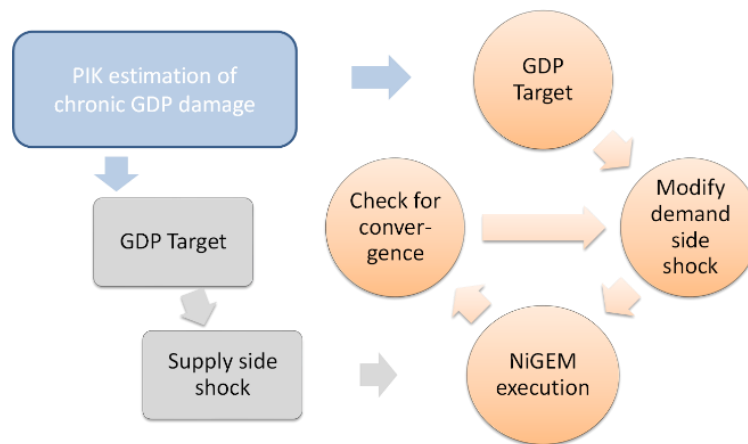 PIK estimation of
chronic GDP damage
GDP
Target
Check for
conver-
gence
Modify
demand
side
shock
GDP Target
Supply side
shock
NiGEM
execution